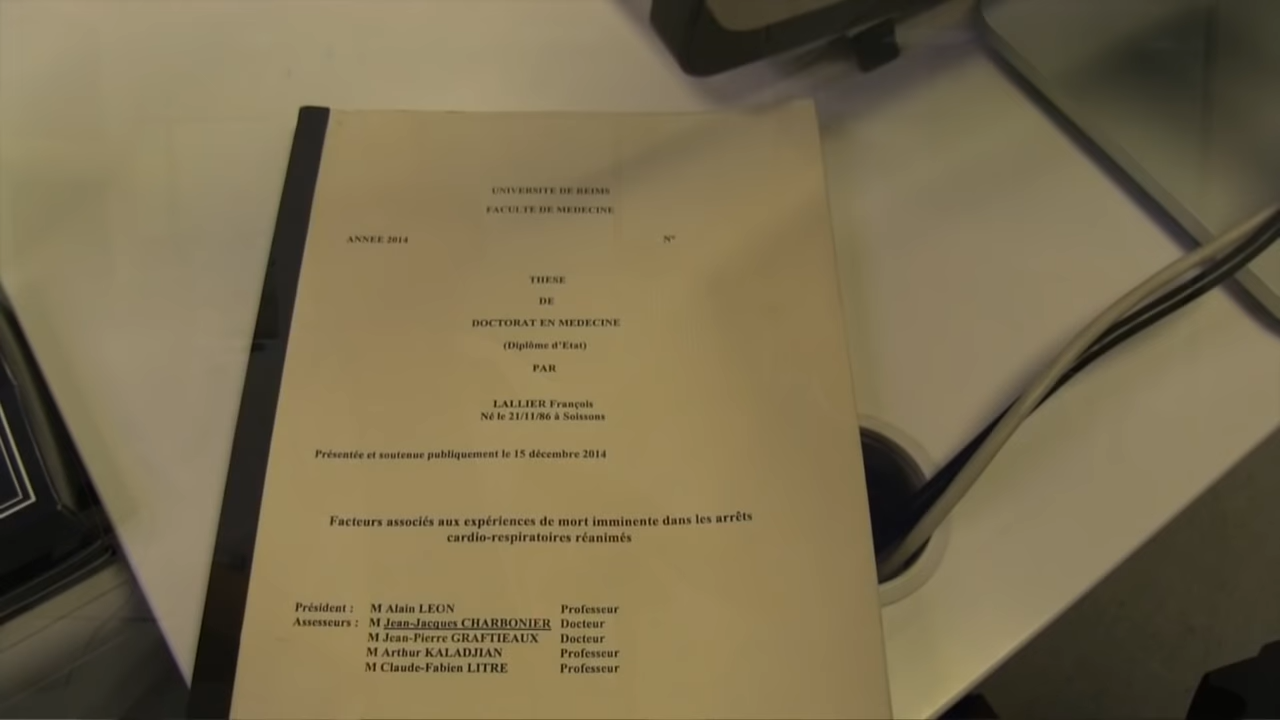 UNIVERSITE DE REIMS
FACULTE DE MEDECINE
ANNEE 2014 N°
THESE
DE
DOCTORAT EN MEDECINE
(Diplôme d'Etat)
PAR
LALLIER François
Né le 21/11/86 à Soissons
Présentée et soutenue publiquement le 15 décembre 2014
Facteurs associés aux expériences de mort imminente dans les arrêts
cardio-respiratoires réanimés
Président : M Alain LEON Professeur
Assesseurs : M Jean-Jacques CHARBONIER Docteur
M Jean-Pierre GRAFTIEAUX Docteur
M Arthur KALADJIAN Professeur
M Claude-Fabien LITRE Professeur